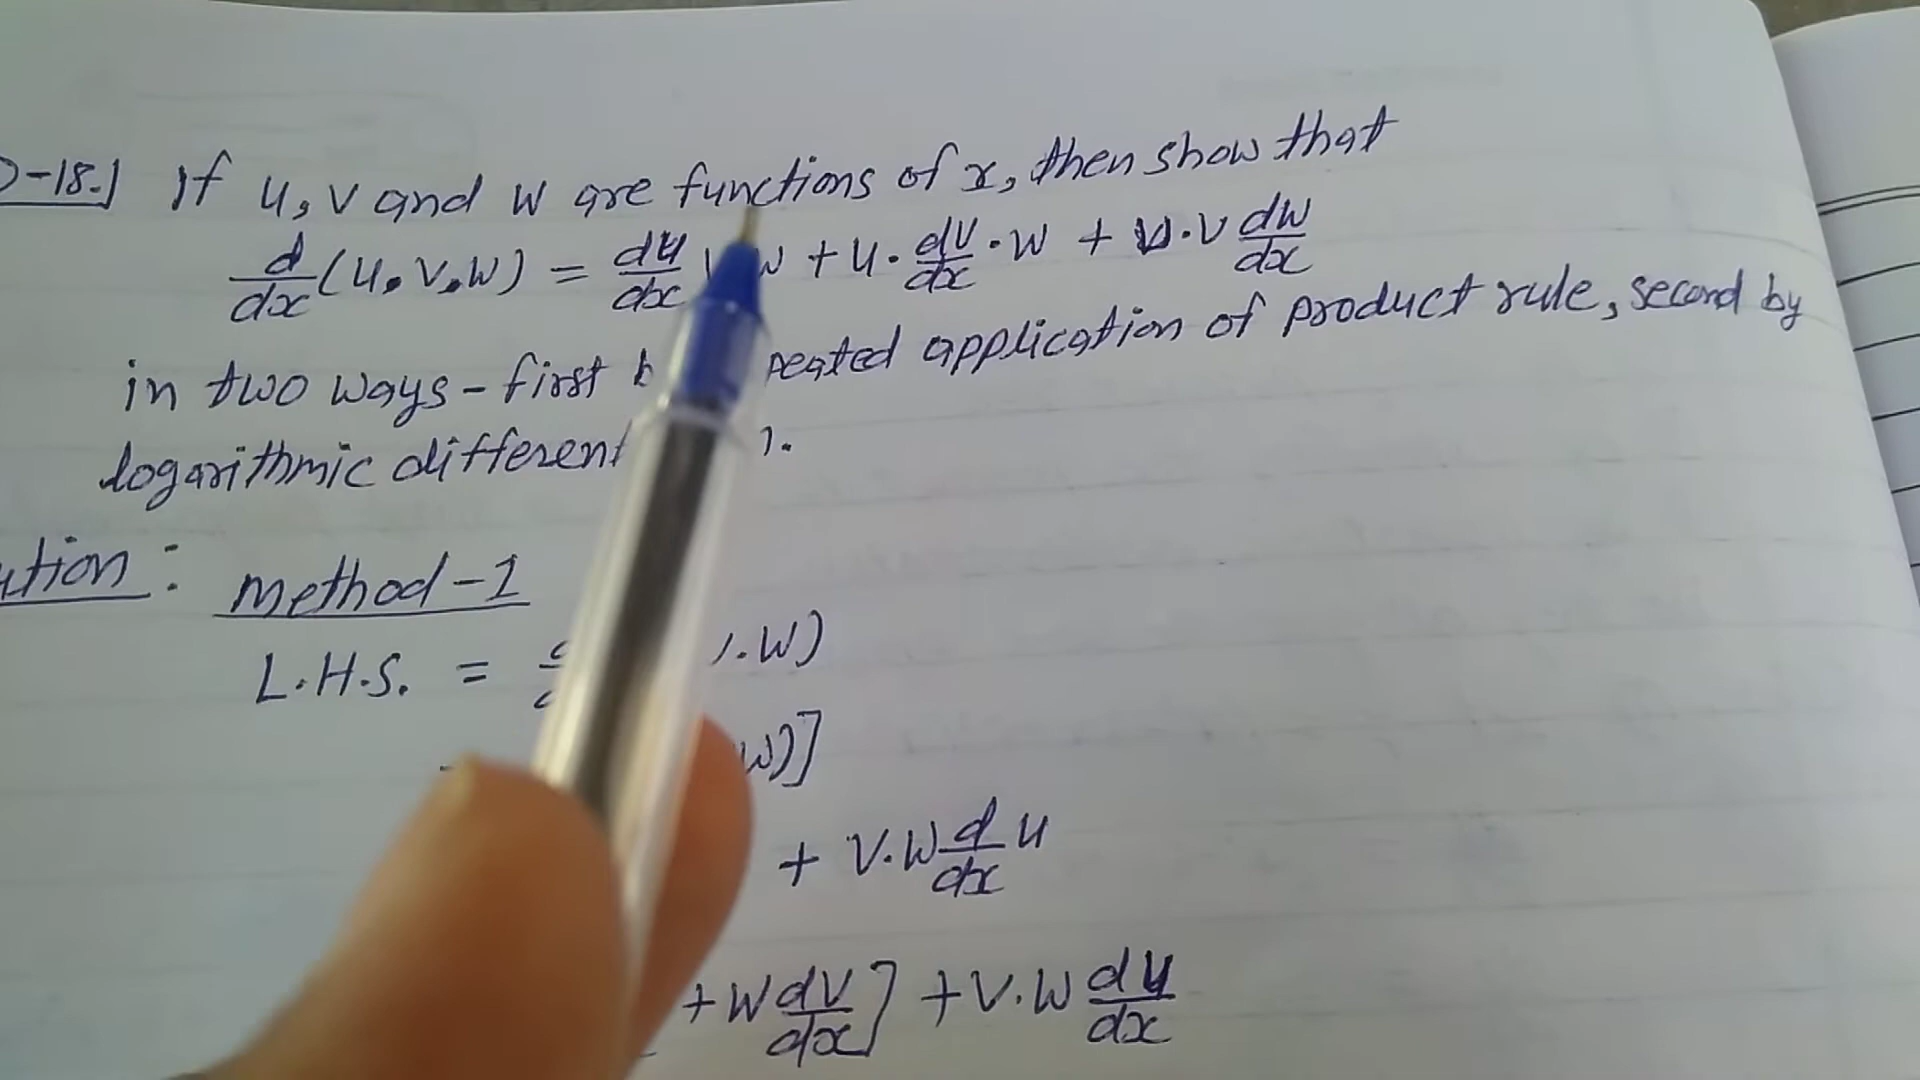 -18.] If u, v and w are functions of x, then show that
d/dx (u.v.w) = du/dx w + u. dv/dx .w + u.v dw/dx
in two ways - first peated application of product rule, second by
logarithmic different
ution: Method-1
L.H.S. = .w)
w)]
+ v.w d/dx u
+ w dv/dx] + v.w du/dx